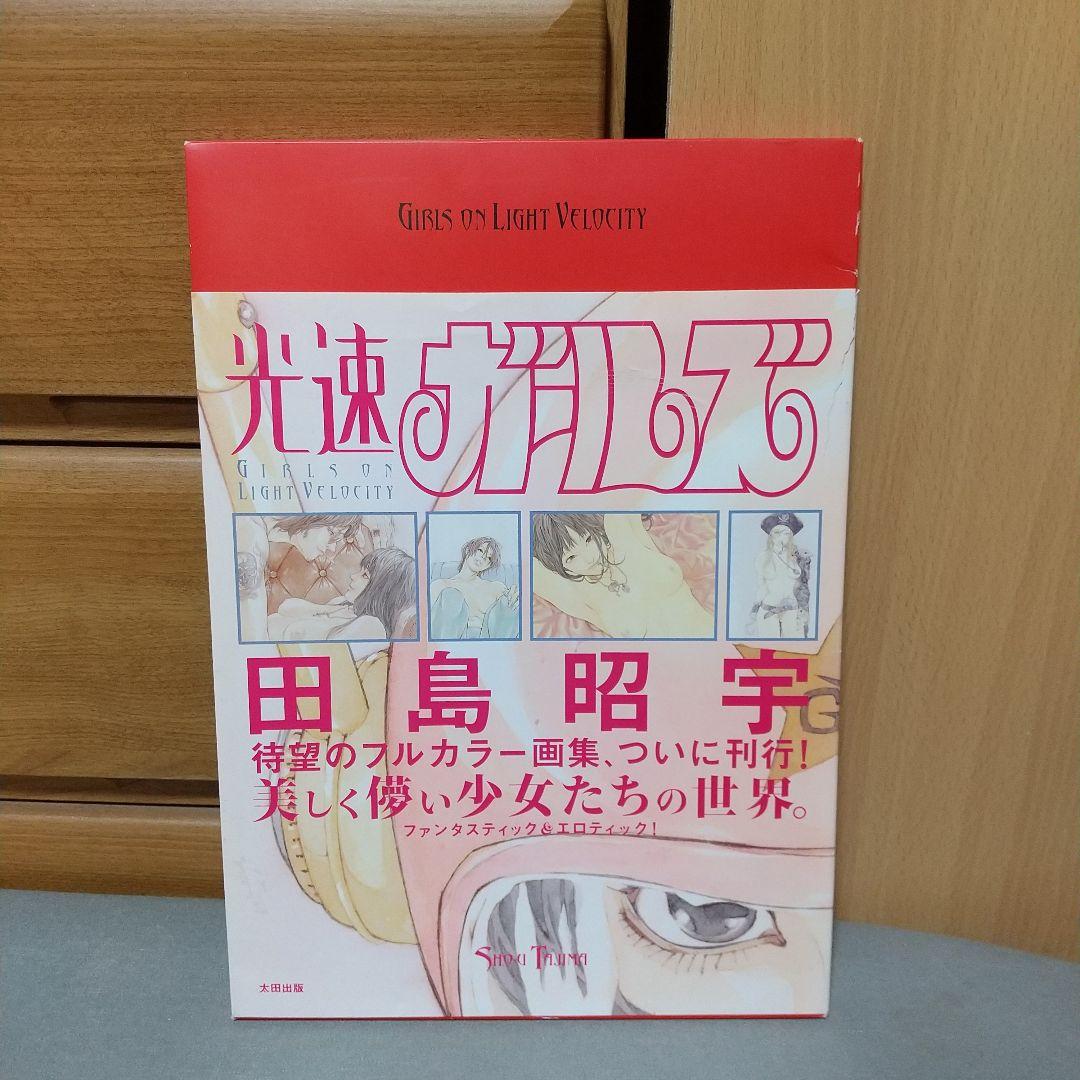 GIRLS ON LIGHT VELOCITY
光速ガールズ
GIRLS ON
LIGHT VELOCITY
田島昭宇
待望のフルカラー画集、ついに刊行!
美しく儚い少女たちの世界。
ファンタスティック&エロティック!
SHO-U TAJIMA
太田出版